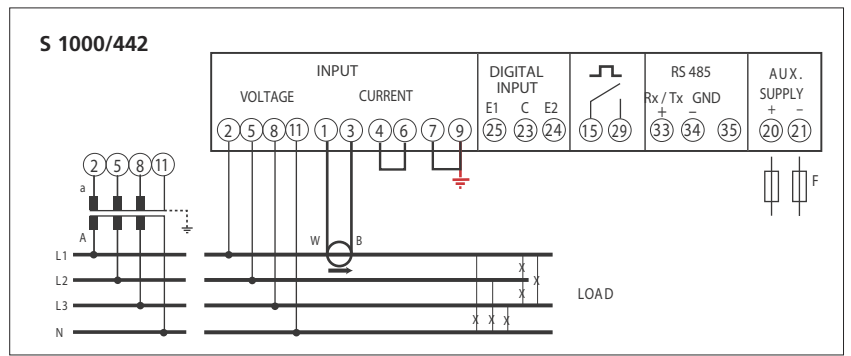 S 1000/442
INPUT
VOLTAGE CURRENT
2 5 8 11 1 3 4 6 7 9
DIGITAL
INPUT
E1 C E2
25 23 24
15 29
RS 485
Rx / Tx GND
+ –
33 34 35
AUX.
SUPPLY
+ –
20 21
F
2 5 8 11
a
A
W B
L1
L2
L3
N
X
X
X
X X X
LOAD